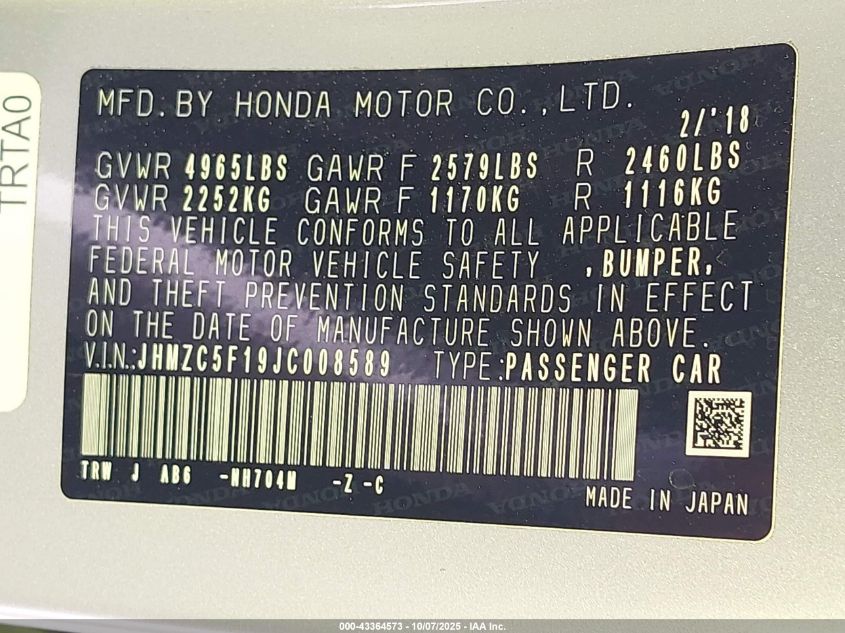 TRTA0
MFD. BY HONDA MOTOR CO., LTD.
2/'18
GVWR 4965LBS GAWR F 2579LBS R 2460LBS
GVWR 2252KG GAWR F 1170KG R 1116KG
THIS VEHICLE CONFORMS TO ALL APPLICABLE
FEDERAL MOTOR VEHICLE SAFETY , BUMPER,
AND THEFT PREVENTION STANDARDS IN EFFECT
ON THE DATE OF MANUFACTURE SHOWN ABOVE.
V.I.N.:JHMZC5F19JC008589 TYPE:PASSENGER CAR
TRW J AB6 -NH704M -Z -C
MADE IN JAPAN
000-43364573 - 10/07/2025 - IAA Inc.